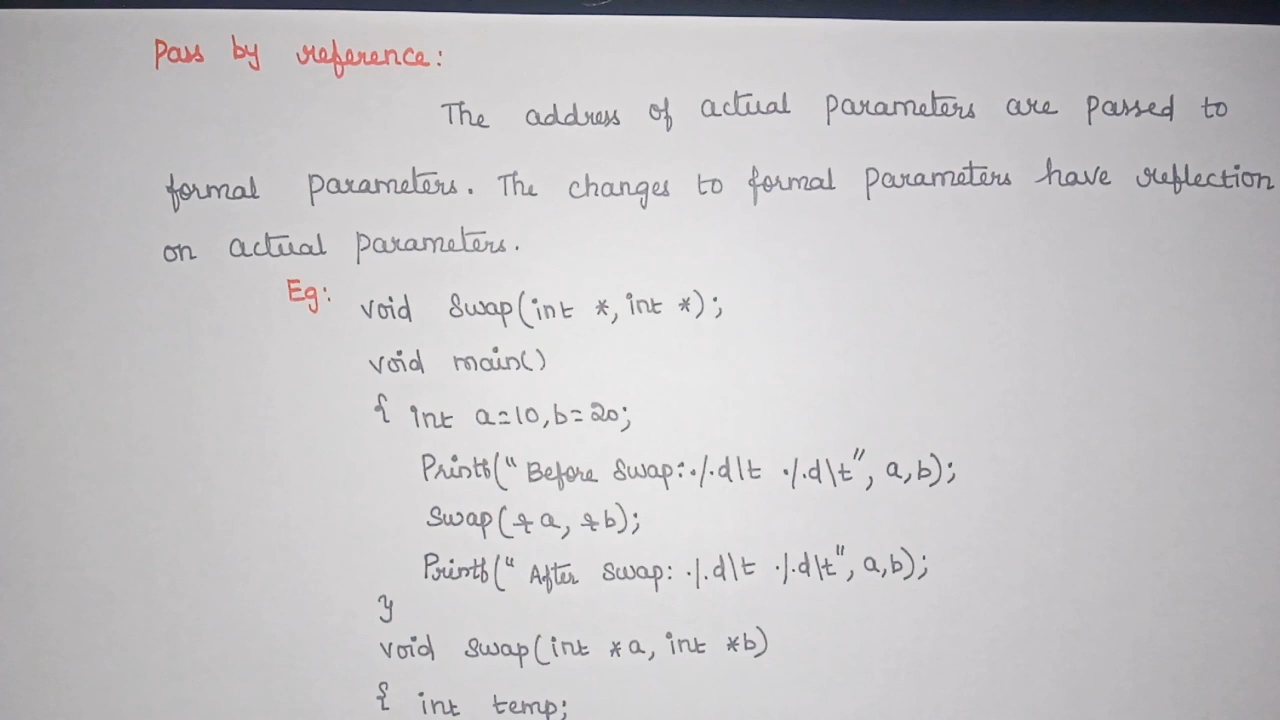 Pass by reference:
The address of actual parameters are passed to
formal parameters. The changes to formal parameters have reflection
on actual parameters.
Eg: void Swap(int *, int *);
void main()
{ int a=10, b=20;
Printf("Before Swap: %d\t %d\t", a,b);
Swap(&a, &b);
Printf("After Swap: %d\t %d\t", a,b);
}
void Swap(int *a, int *b)
{ int temp;